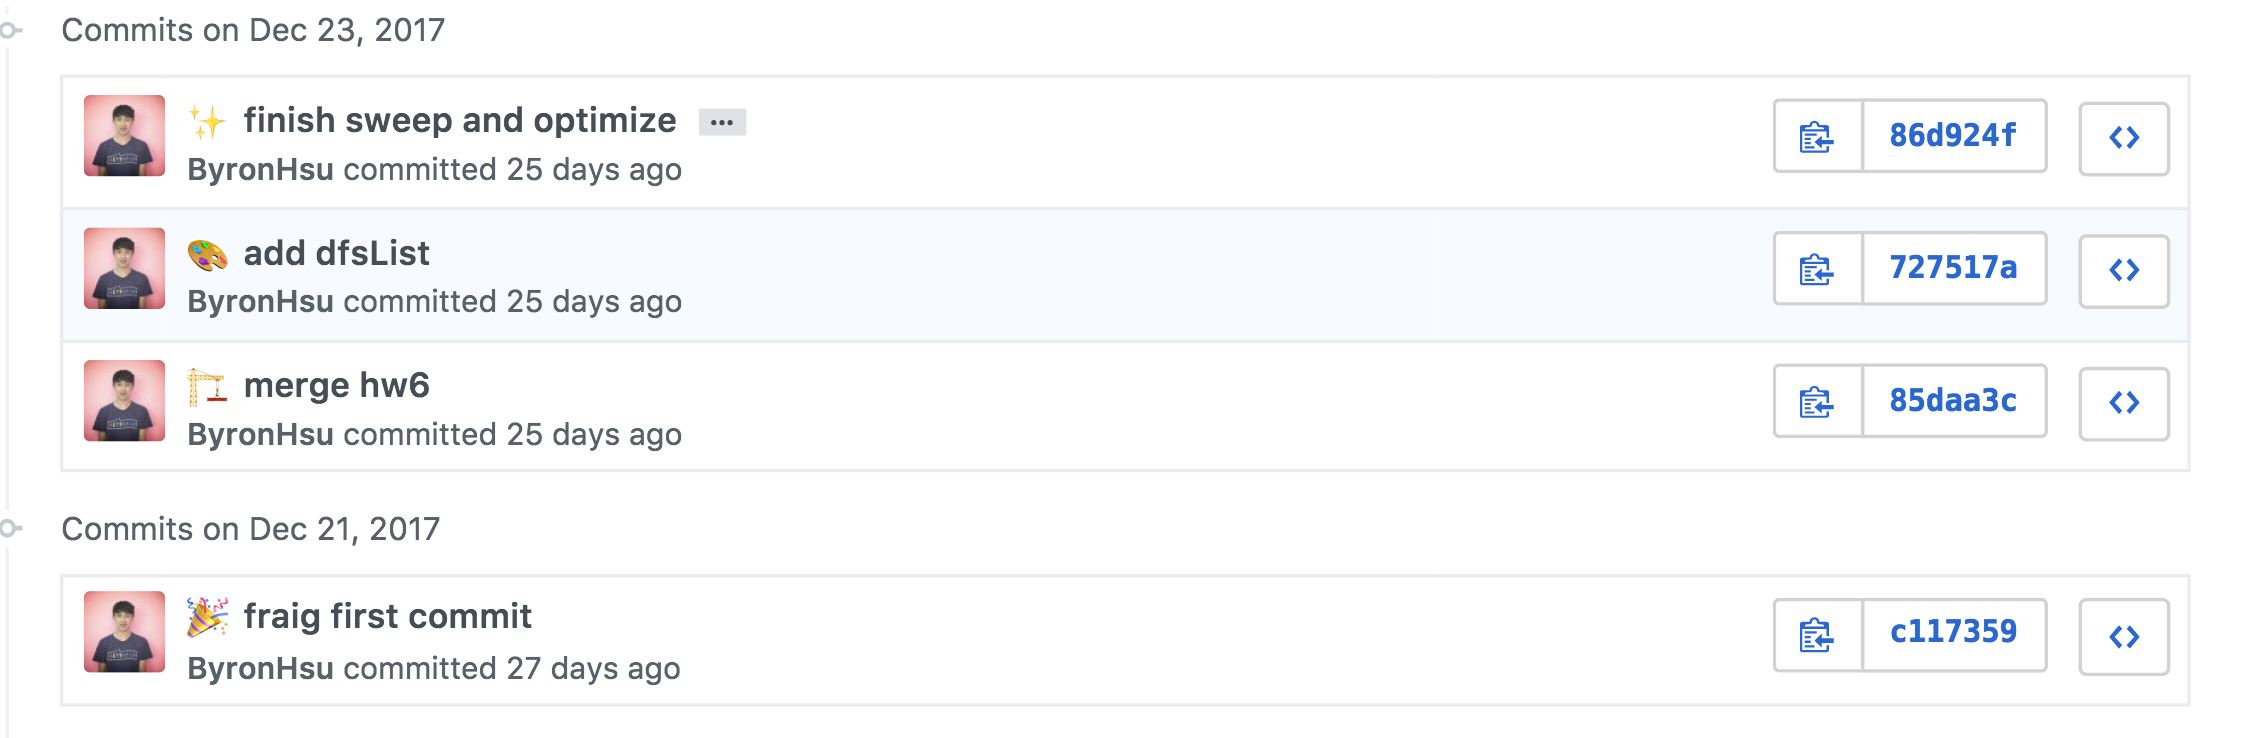 Commits on Dec 23, 2017
✨ finish sweep and optimize …
ByronHsu committed 25 days ago
86d924f
🎨 add dfsList
ByronHsu committed 25 days ago
727517a
🏗 merge hw6
ByronHsu committed 25 days ago
85daa3c
Commits on Dec 21, 2017
🎉 fraig first commit
ByronHsu committed 27 days ago
c117359